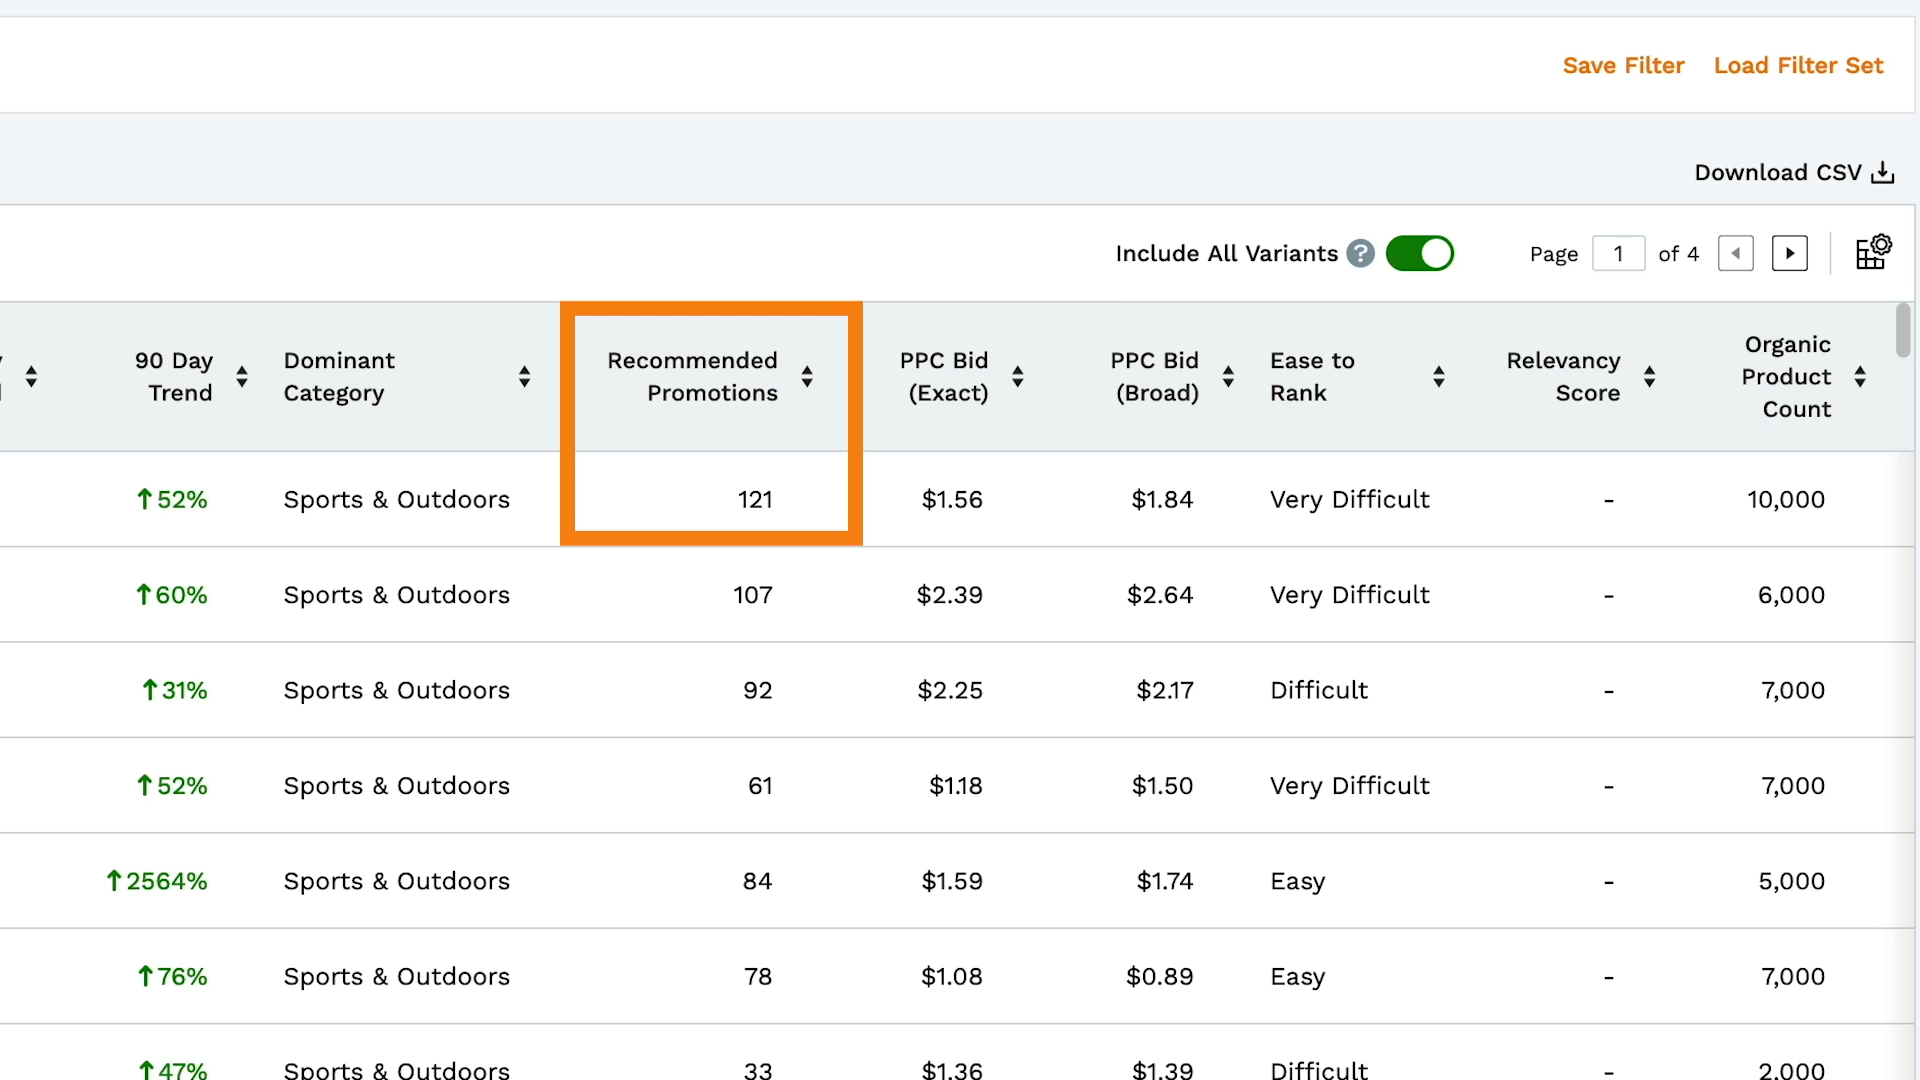 Save Filter Load Filter Set
Download CSV
Include All Variants ? Page 1 of 4
90 Day Trend
Dominant Category
Recommended Promotions
PPC Bid (Exact)
PPC Bid (Broad)
Ease to Rank
Relevancy Score
Organic Product Count
↑52% Sports & Outdoors 121 $1.56 $1.84 Very Difficult - 10,000
↑60% Sports & Outdoors 107 $2.39 $2.64 Very Difficult - 6,000
↑31% Sports & Outdoors 92 $2.25 $2.17 Difficult - 7,000
↑52% Sports & Outdoors 61 $1.18 $1.50 Very Difficult - 7,000
↑2564% Sports & Outdoors 84 $1.59 $1.74 Easy - 5,000
↑76% Sports & Outdoors 78 $1.08 $0.89 Easy - 7,000
↑47% Sports & Outdoors 33 $1.36 $1.39 Difficult - 2,000